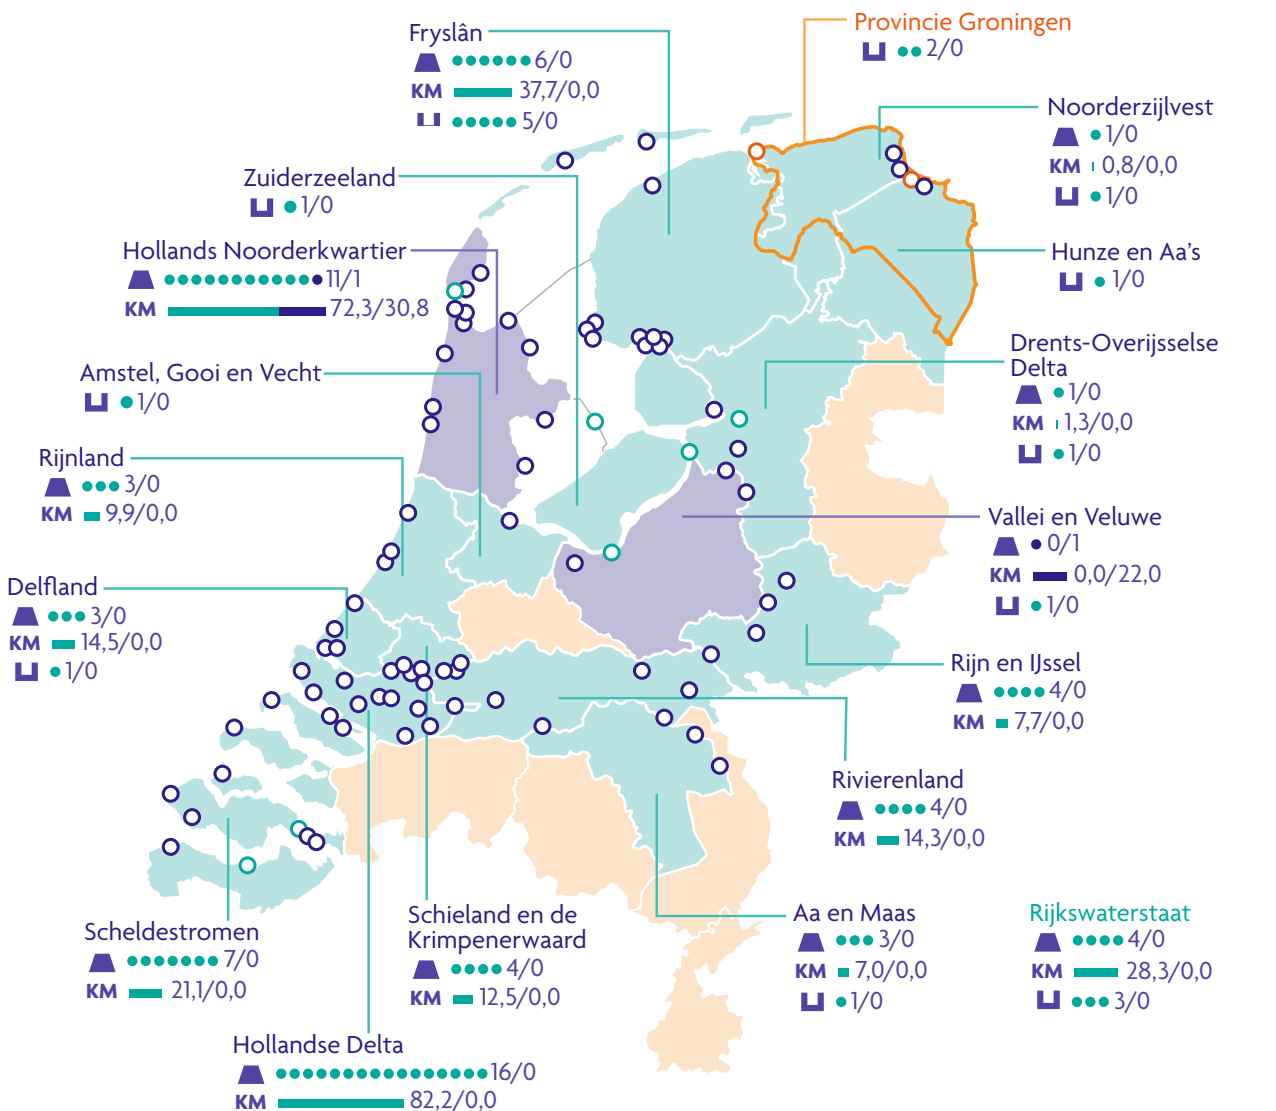 Fryslân
6/0
KM 37,7/0,0
5/0
Provincie Groningen
2/0
Noorderzijlvest
1/0
KM 0,8/0,0
1/0
Zuiderzeeland
1/0
Hollands Noorderkwartier
11/1
KM 72,3/30,8
Hunze en Aa's
1/0
Drents-Overijsselse
Delta
1/0
KM 1,3/0,0
1/0
Amstel, Gooi en Vecht
1/0
Rijnland
3/0
KM 9,9/0,0
Vallei en Veluwe
0/1
KM 0,0/22,0
1/0
Delfland
3/0
KM 14,5/0,0
1/0
Rijn en IJssel
4/0
KM 7,7/0,0
Rivierenland
4/0
KM 14,3/0,0
Scheldestromen
7/0
KM 21,1/0,0
Schieland en de
Krimpenerwaard
4/0
KM 12,5/0,0
Aa en Maas
3/0
KM 7,0/0,0
1/0
Rijkswaterstaat
4/0
KM 28,3/0,0
3/0
Hollandse Delta
16/0
KM 82,2/0,0